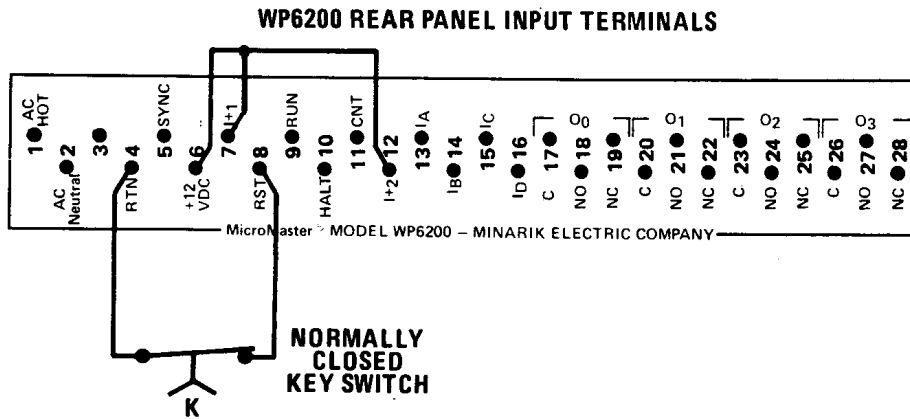 WP6200 REAR PANEL INPUT TERMINALS
1 AC HOT
2 AC Neutral
3
4 RTN
5 SYNC
6 +12 VDC
7 I+1
8 RST
9 RUN
10 HALT
11 CNT
12 I+2
13 IA
14 IB
15 IC
16 ID
O0
17 C
18 NO
19 NC
O1
20 C
21 NO
22 NC
O2
23 C
24 NO
25 NC
O3
26 C
27 NO
28 NC
MicroMaster MODEL WP6200 – MINARIK ELECTRIC COMPANY
NORMALLY
CLOSED
KEY SWITCH
K